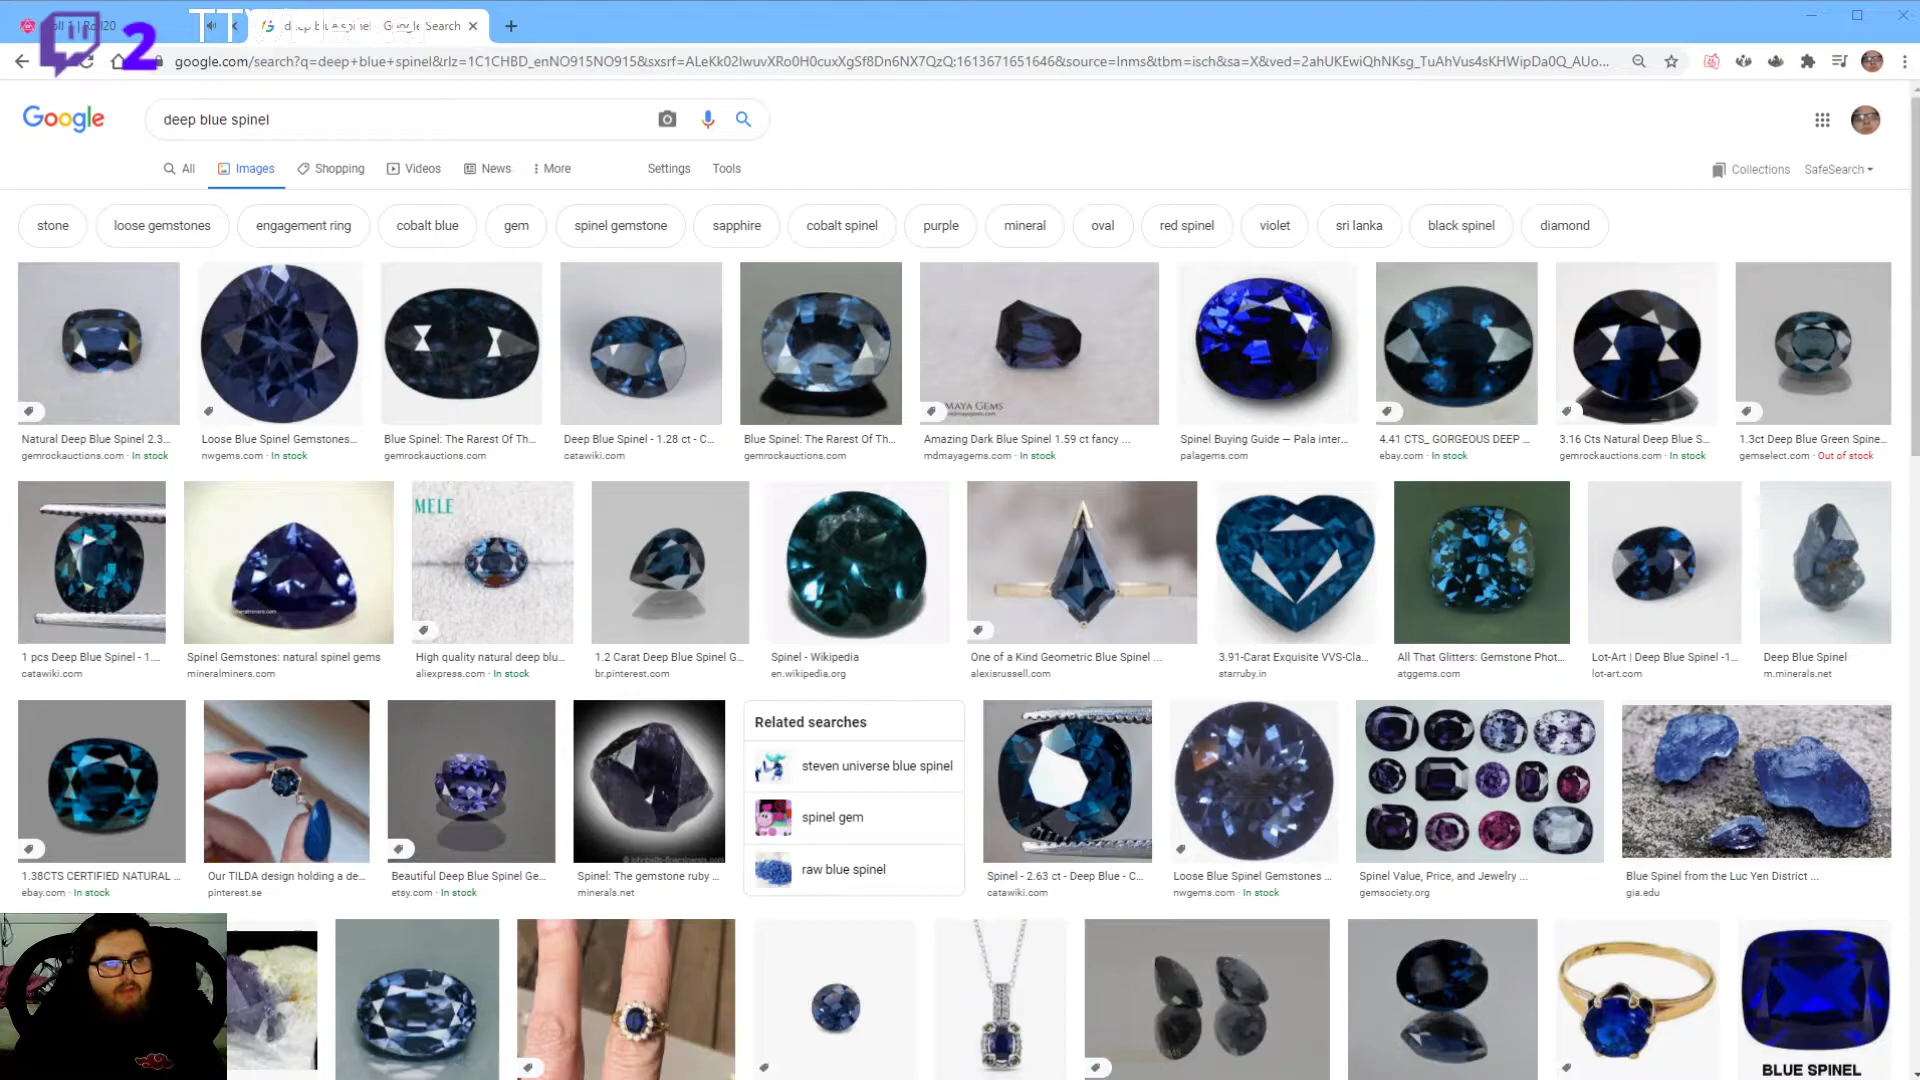 deep blue spinel - Google Search
2
google.com/search?q=deep+blue+spinel&rlz=1C1CHBD_enNO915NO915&sxsrf=ALeKk02IwuvXRo0H0cuxXgSf8Dn6NX7QzQ:1613671651646&source=lnms&tbm=isch&sa=X&ved=2ahUKEwiQhNKsg_TuAhVus4sKHWipDa0Q_AUo...
Google
deep blue spinel
All Images Shopping Videos News More Settings Tools
Collections SafeSearch
stone loose gemstones engagement ring cobalt blue gem spinel gemstone sapphire cobalt spinel purple mineral oval red spinel violet sri lanka black spinel diamond
MAYA GEMS
mdmayagems.com
Natural Deep Blue Spinel 2.3... Loose Blue Spinel Gemstones... Blue Spinel: The Rarest Of Th... Deep Blue Spinel - 1.28 ct - C... Blue Spinel: The Rarest Of Th... Amazing Dark Blue Spinel 1.59 ct fancy ... Spinel Buying Guide — Pala inter... 4.41 CTS_ GORGEOUS DEEP ... 3.16 Cts Natural Deep Blue S... 1.3ct Deep Blue Green Spine...
gemrockauctions.com · In stock nwgems.com · In stock gemrockauctions.com catawiki.com gemrockauctions.com mdmayagems.com · In stock palagems.com ebay.com · In stock gemrockauctions.com · In stock gemselect.com · Out of stock
MELE
mineralminers.com
1 pcs Deep Blue Spinel - 1.... Spinel Gemstones: natural spinel gems High quality natural deep blu... 1.2 Carat Deep Blue Spinel G... Spinel - Wikipedia One of a Kind Geometric Blue Spinel ... 3.91-Carat Exquisite VVS-Cla... All That Glitters: Gemstone Phot... Lot-Art | Deep Blue Spinel -1... Deep Blue Spinel
catawiki.com mineralminers.com aliexpress.com · In stock br.pinterest.com en.wikipedia.org alexisrussell.com starruby.in atggems.com lot-art.com m.minerals.net
Related searches
steven universe blue spinel
spinel gem
raw blue spinel
1.38CTS CERTIFIED NATURAL ... Our TILDA design holding a de... Beautiful Deep Blue Spinel Ge... Spinel: The gemstone ruby ... Spinel - 2.63 ct - Deep Blue - C... Loose Blue Spinel Gemstones ... Spinel Value, Price, and Jewelry ... Blue Spinel from the Luc Yen District ...
ebay.com · In stock pinterest.se etsy.com · In stock minerals.net catawiki.com nwgems.com · In stock gemsociety.org gia.edu
BLUE SPINEL